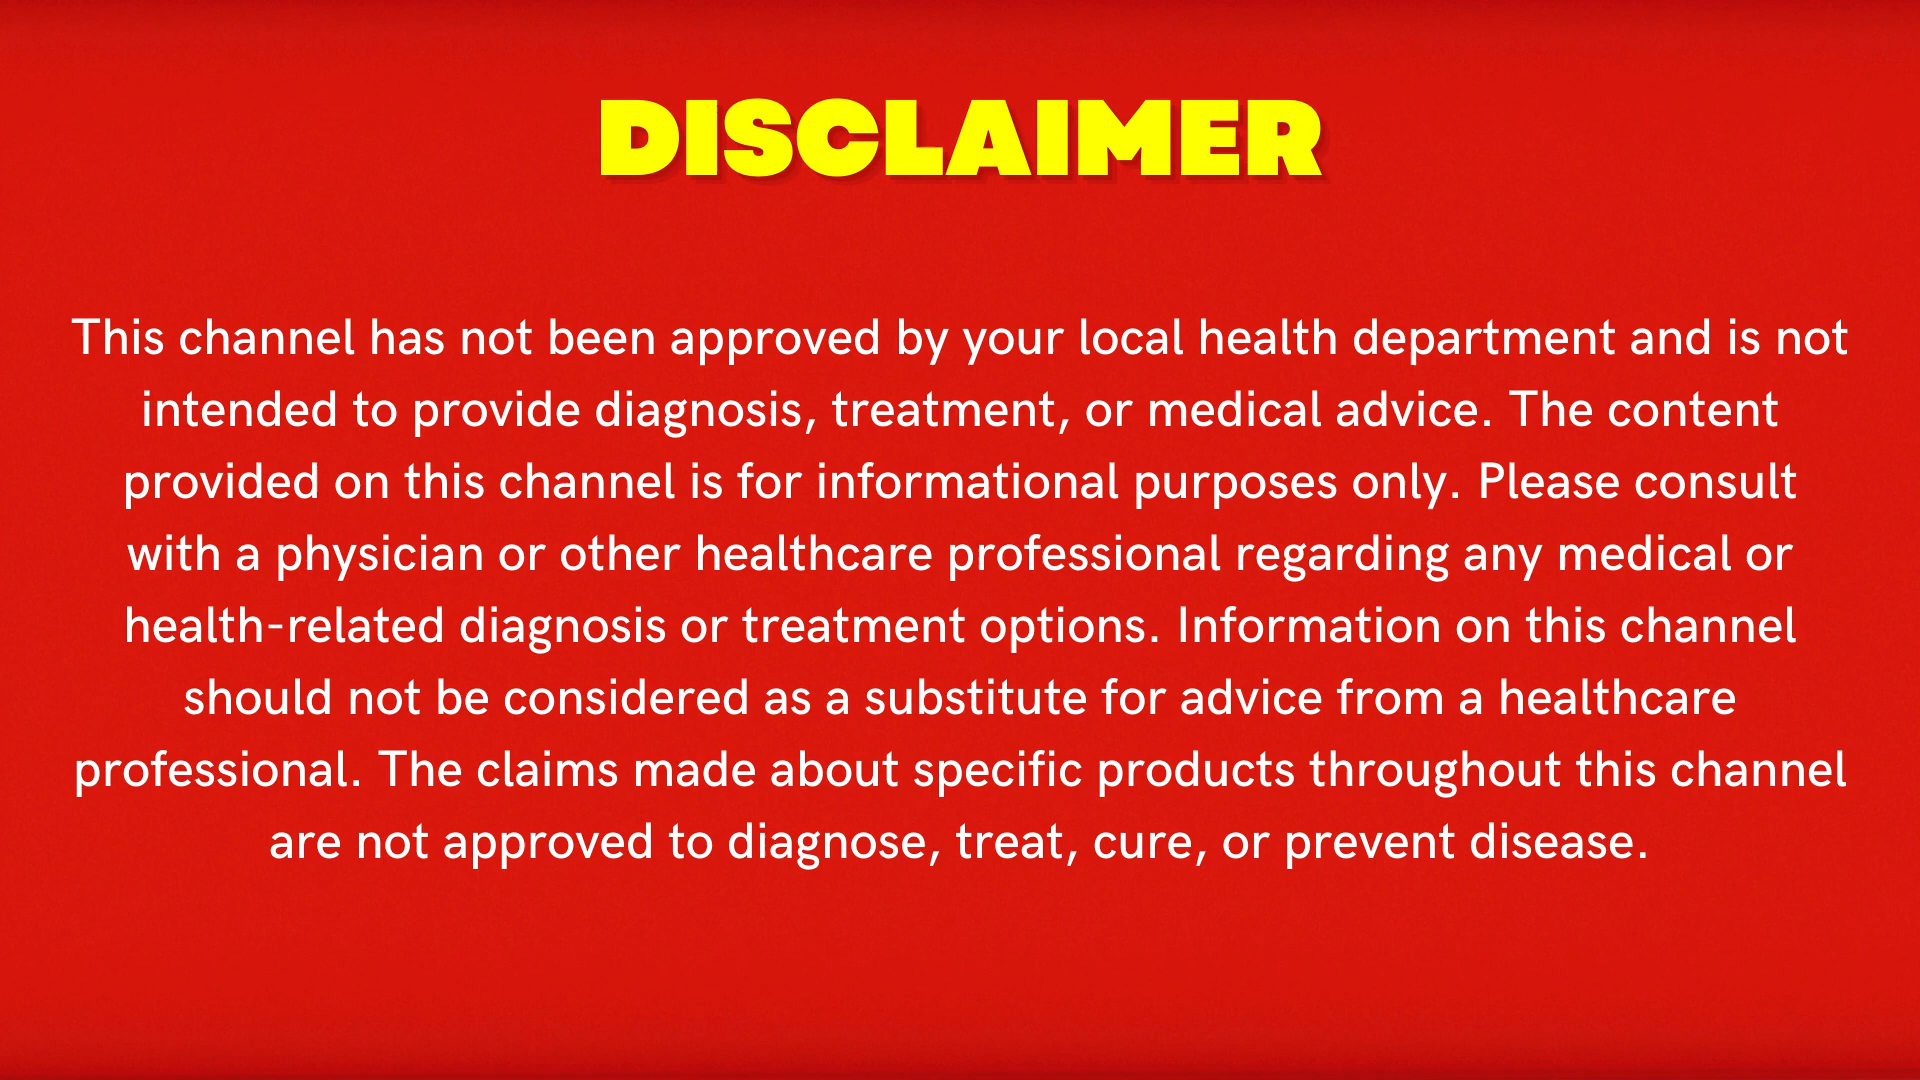 DISCLAIMER
This channel has not been approved by your local health department and is not
intended to provide diagnosis, treatment, or medical advice. The content
provided on this channel is for informational purposes only. Please consult
with a physician or other healthcare professional regarding any medical or
health-related diagnosis or treatment options. Information on this channel
should not be considered as a substitute for advice from a healthcare
professional. The claims made about specific products throughout this channel
are not approved to diagnose, treat, cure, or prevent disease.